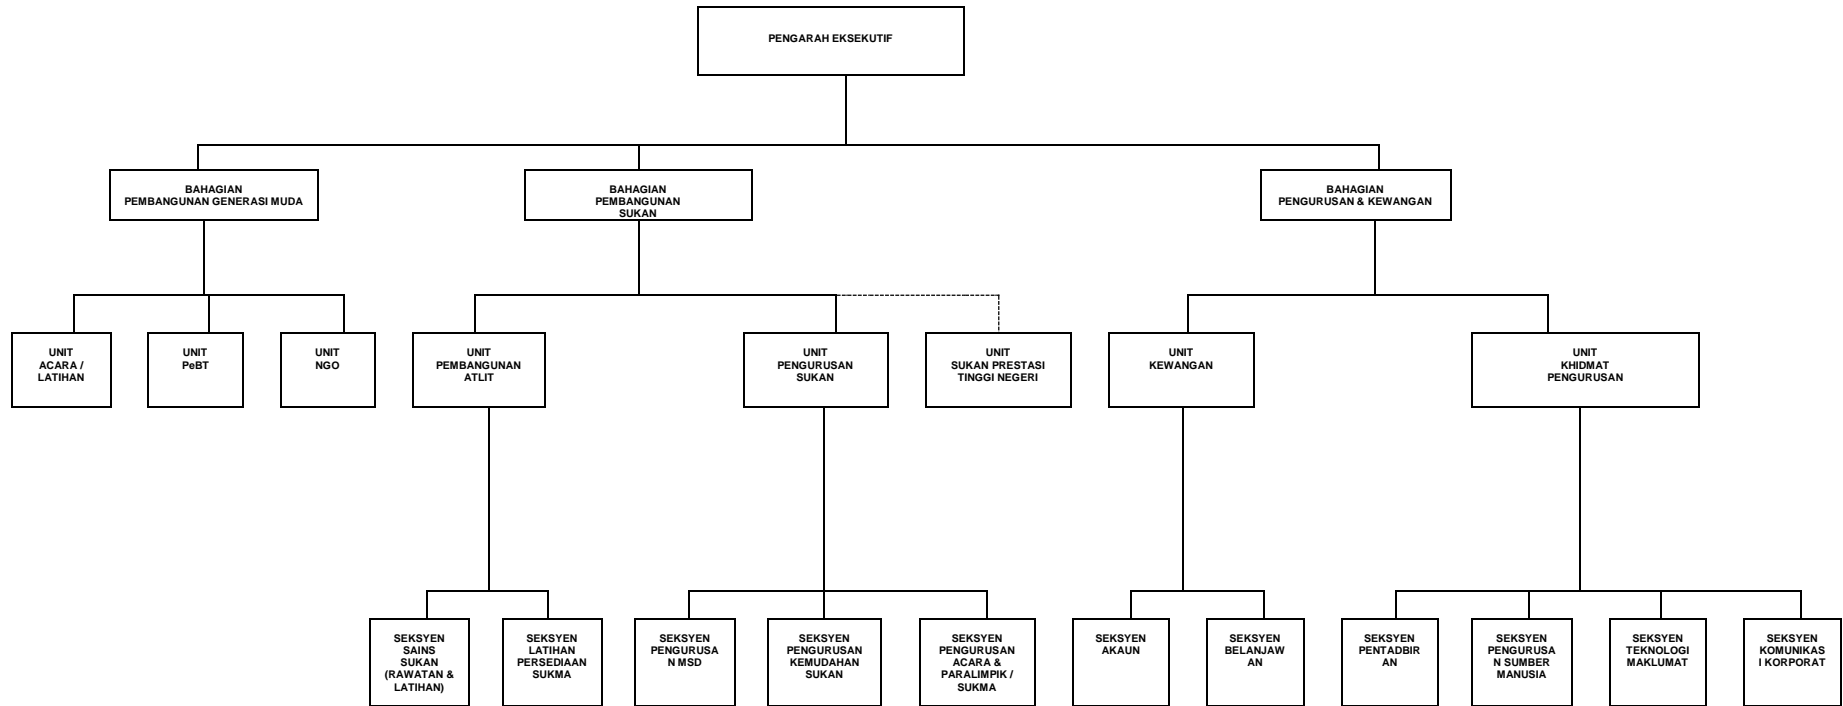 PENGARAH EKSEKUTIF
BAHAGIAN
PEMBANGUNAN GENERASI MUDA
BAHAGIAN
PEMBANGUNAN
SUKAN
BAHAGIAN
PENGURUSAN & KEWANGAN
UNIT
ACARA /
LATIHAN
UNIT
PeBT
UNIT
NGO
UNIT
PEMBANGUNAN
ATLIT
UNIT
PENGURUSAN
SUKAN
UNIT
SUKAN PRESTASI
TINGGI NEGERI
UNIT
KEWANGAN
UNIT
KHIDMAT
PENGURUSAN
SEKSYEN
SAINS
SUKAN
(RAWATAN &
LATIHAN)
SEKSYEN
LATIHAN
PERSEDIAAN
SUKMA
SEKSYEN
PENGURUSA
N MSD
SEKSYEN
PENGURUSAN
KEMUDAHAN
SUKAN
SEKSYEN
PENGURUSAN
ACARA &
PARALIMPIK /
SUKMA
SEKSYEN
AKAUN
SEKSYEN
BELANJAW
AN
SEKSYEN
PENTADBIR
AN
SEKSYEN
PENGURUSA
N SUMBER
MANUSIA
SEKSYEN
TEKNOLOGI
MAKLUMAT
SEKSYEN
KOMUNIKAS
I KORPORAT